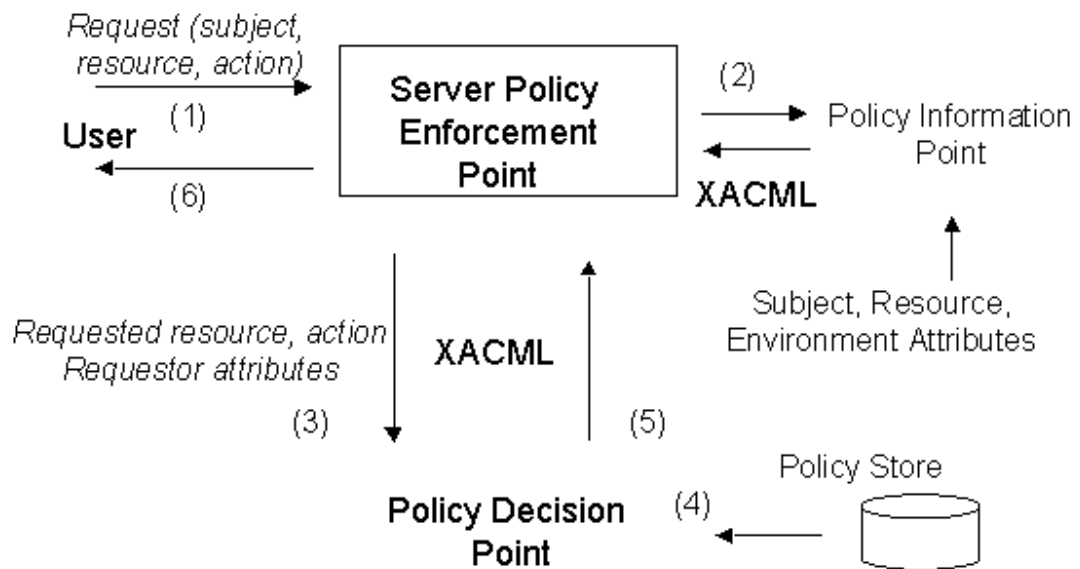 Request (subject,
resource, action)
(1)
User
(6)
Server Policy
Enforcement
Point
(2)
Policy Information
Point
XACML
Subject, Resource,
Environment Attributes
Requested resource, action
Requestor attributes
(3)
XACML
(5)
Policy Store
(4)
Policy Decision
Point